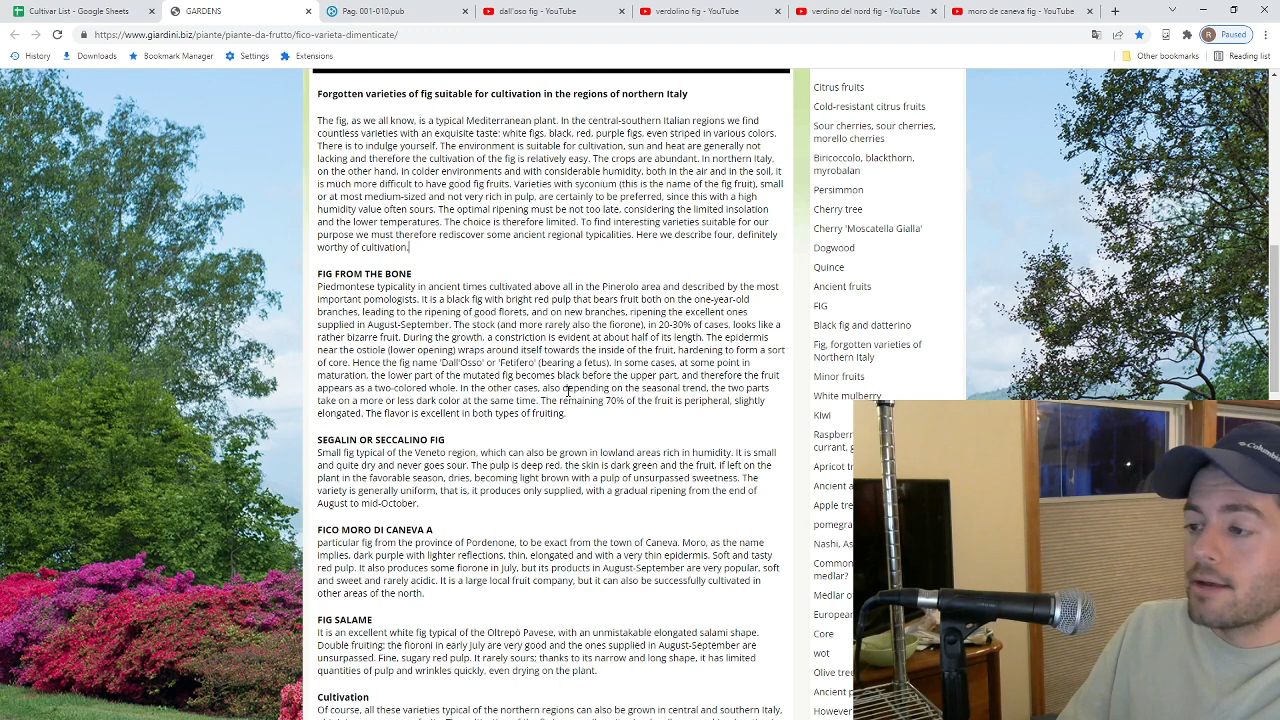 Cultivar List - Google Sheets
GARDENS
Pag. 001-010.pub
dall'oso fig - YouTube
verdolino fig - YouTube
verdino del nord fig - YouTube
moro de caneva fig - YouTube
https://www.giardini.biz/piante/piante-da-frutto/fico-varieta-dimenticate/
R Paused
History
Downloads
Bookmark Manager
Settings
Extensions
Other bookmarks
Reading list
Forgotten varieties of fig suitable for cultivation in the regions of northern Italy
The fig, as we all know, is a typical Mediterranean plant. In the central-southern Italian regions we find
countless varieties with an exquisite taste: white figs, black, red, purple figs, even striped in various colors.
There is to indulge yourself. The environment is suitable for cultivation, sun and heat are generally not
lacking and therefore the cultivation of the fig is relatively easy. The crops are abundant. In northern Italy,
on the other hand, in colder environments and with considerable humidity, both in the air and in the soil, it
is much more difficult to have good fig fruits. Varieties with syconium (this is the name of the fig fruit), small
or at most medium-sized and not very rich in pulp, are certainly to be preferred, since this with a high
humidity value often sours. The optimal ripening must be not too late, considering the limited insolation
and the lower temperatures. The choice is therefore limited. To find interesting varieties suitable for our
purpose we must therefore rediscover some ancient regional typicalities. Here we describe four, definitely
worthy of cultivation.
FIG FROM THE BONE
Piedmontese typicality in ancient times cultivated above all in the Pinerolo area and described by the most
important pomologists. It is a black fig with bright red pulp that bears fruit both on the one-year-old
branches, leading to the ripening of good florets, and on new branches, ripening the excellent ones
supplied in August-September. The stock (and more rarely also the fiorone), in 20-30% of cases, looks like a
rather bizarre fruit. During the growth, a constriction is evident at about half of its length. The epidermis
near the ostiole (lower opening) wraps around itself towards the inside of the fruit, hardening to form a sort
of core. Hence the fig name 'Dall'Osso' or 'Fetifero' (bearing a fetus). In some cases, at some point in
maturation, the lower part of the mutated fig becomes black before the upper part, and therefore the fruit
appears as a two-colored whole. In the other cases, also depending on the seasonal trend, the two parts
take on a more or less dark color at the same time. The remaining 70% of the fruit is peripheral, slightly
elongated. The flavor is excellent in both types of fruiting.
SEGALIN OR SECCALINO FIG
Small fig typical of the Veneto region, which can also be grown in lowland areas rich in humidity. It is small
and quite dry and never goes sour. The pulp is deep red, the skin is dark green and the fruit, if left on the
plant in the favorable season, dries, becoming light brown with a pulp of unsurpassed sweetness. The
variety is generally uniform, that is, it produces only supplied, with a gradual ripening from the end of
August to mid-October.
FICO MORO DI CANEVA A
particular fig from the province of Pordenone, to be exact from the town of Caneva. Moro, as the name
implies, dark purple with lighter reflections, thin, elongated and with a very thin epidermis. Soft and tasty
red pulp. It also produces some fiorone in July, but its products in August-September are very popular, soft
and sweet and rarely acidic. It is a large local fruit company, but it can also be successfully cultivated in
other areas of the north.
FIG SALAME
It is an excellent white fig typical of the Oltrepò Pavese, with an unmistakable elongated salami shape.
Double fruiting: the fioroni in early July are very good and the ones supplied in August-September are
unsurpassed. Fine, sugary red pulp. It rarely sours; thanks to its narrow and long shape, it has limited
quantities of pulp and wrinkles quickly, even drying on the plant.
Cultivation
Of course, all these varieties typical of the northern regions can also be grown in central and southern Italy,
Citrus fruits
Cold-resistant citrus fruits
Sour cherries, sour cherries,
morello cherries
Biricoccolo, blackthorn,
myrobalan
Persimmon
Cherry tree
Cherry 'Moscatella Gialla'
Dogwood
Quince
Ancient fruits
FIG
Black fig and datterino
Fig, forgotten varieties of
Northern Italy
Minor fruits
White mulberry
Kiwi
Raspberr
currant, g
Apricot tr
Ancient a
Apple tre
pomegra
Nashi, As
Common
medlar?
Medlar of
European
Core
wot
Olive tree
Ancient p
However
Columbia